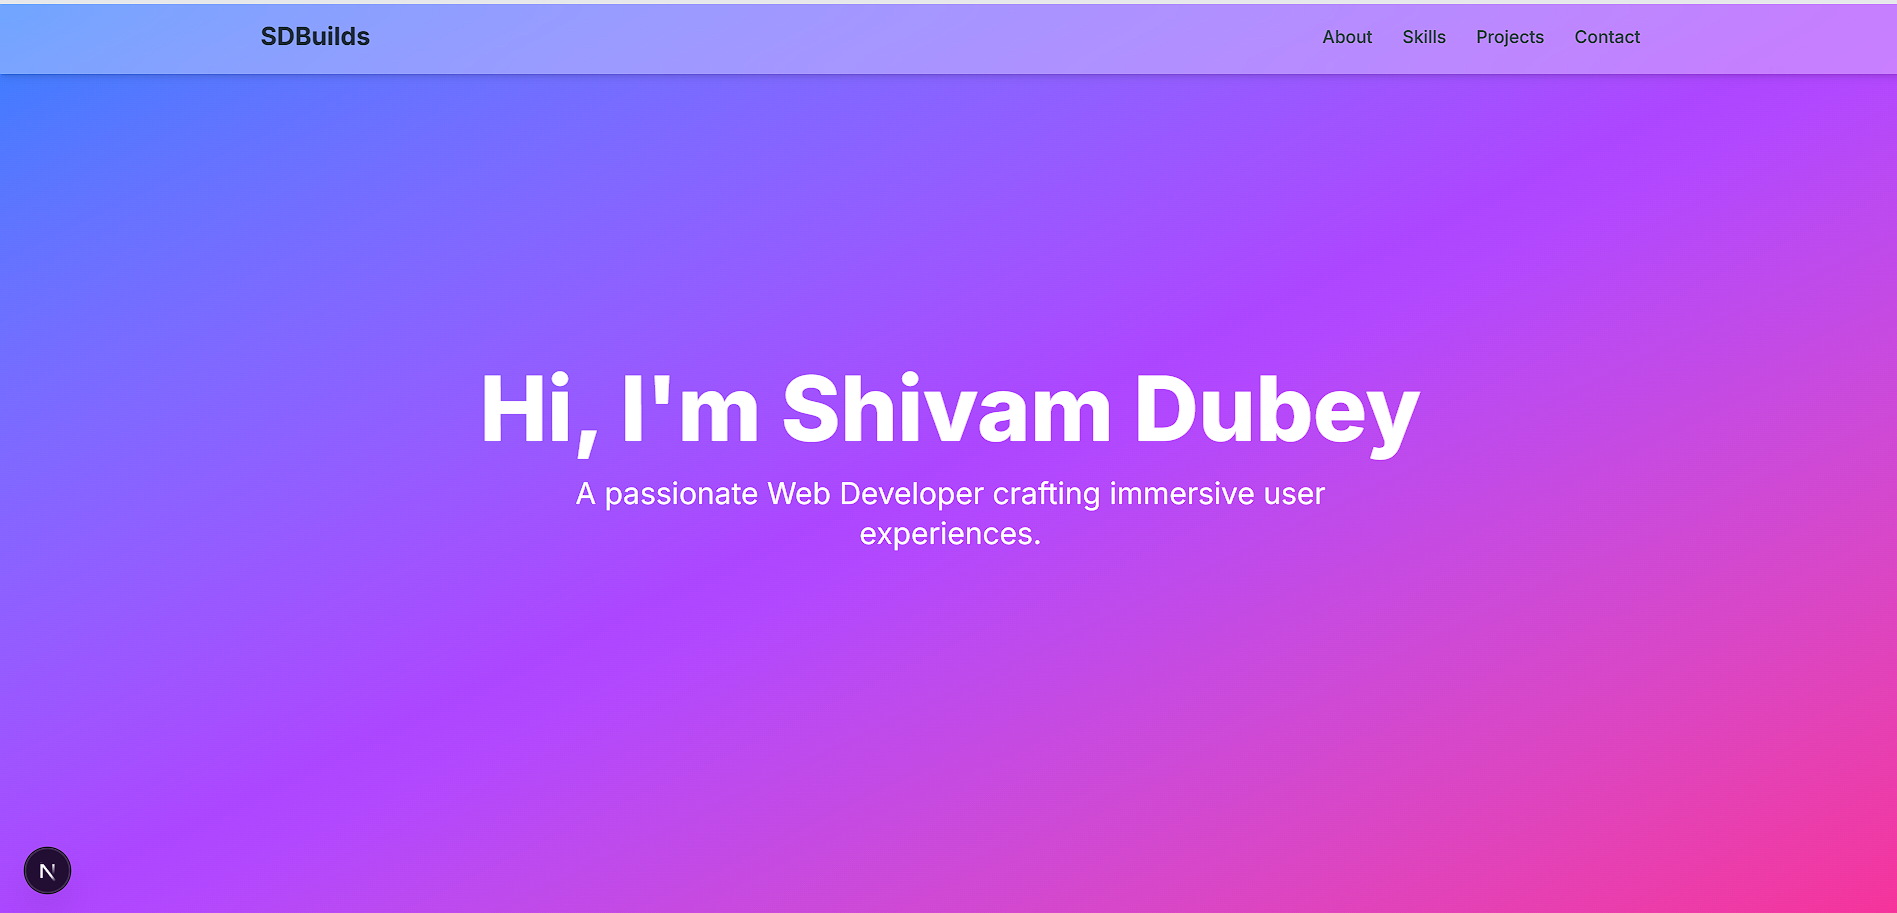 SDBuilds
About Skills Projects Contact
Hi, I'm Shivam Dubey
A passionate Web Developer crafting immersive user
experiences.
N